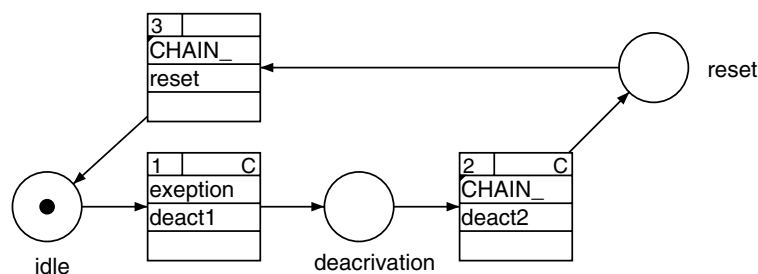 3
CHAIN_
reset
reset
1 C
exeption
deact1
2 C
CHAIN_
deact2
idle
deacrivation